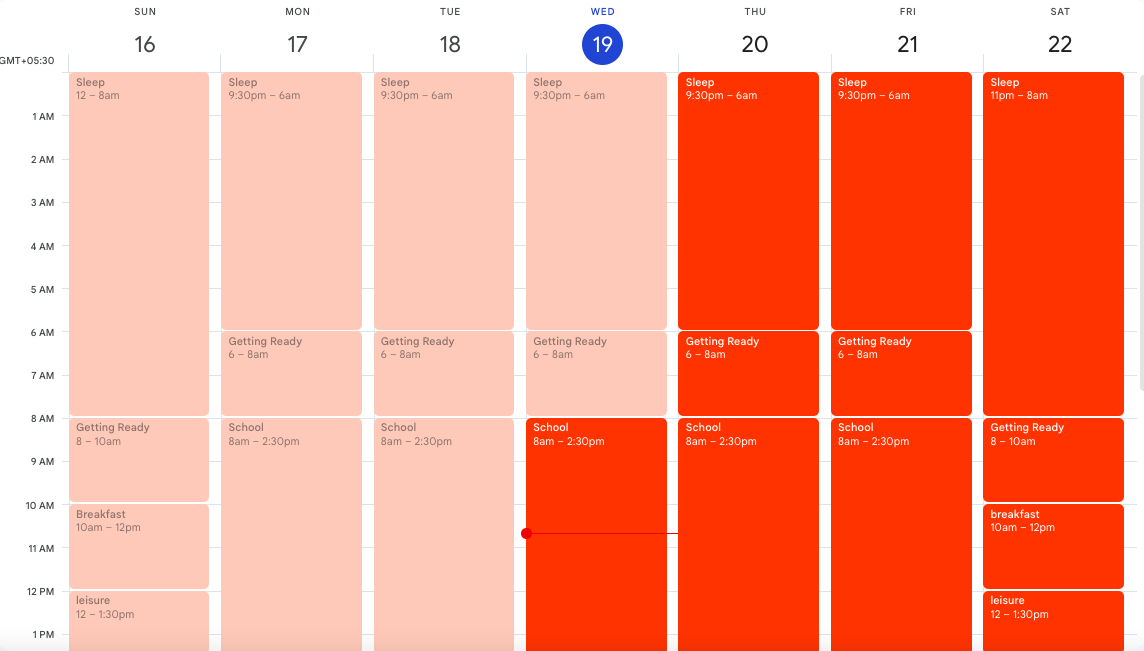 SUN
MON
TUE
WED
THU
FRI
SAT
16
17
18
19
20
21
22
GMT+05:30
1 AM
2 AM
3 AM
4 AM
5 AM
6 AM
7 AM
8 AM
9 AM
10 AM
11 AM
12 PM
1 PM
Sleep
12 – 8am
Getting Ready
8 – 10am
Breakfast
10am – 12pm
leisure
12 – 1:30pm
Sleep
9:30pm – 6am
Getting Ready
6 – 8am
School
8am – 2:30pm
Sleep
9:30pm – 6am
Getting Ready
6 – 8am
School
8am – 2:30pm
Sleep
9:30pm – 6am
Getting Ready
6 – 8am
School
8am – 2:30pm
Sleep
9:30pm – 6am
Getting Ready
6 – 8am
School
8am – 2:30pm
Sleep
9:30pm – 6am
Getting Ready
6 – 8am
School
8am – 2:30pm
Sleep
11pm – 8am
Getting Ready
8 – 10am
breakfast
10am – 12pm
leisure
12 – 1:30pm